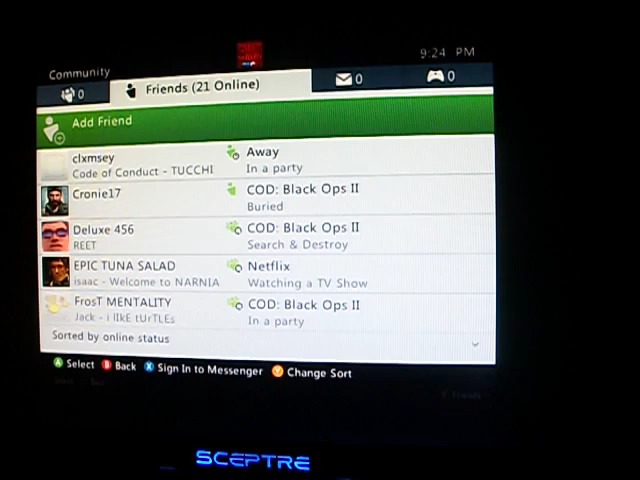 9:24 PM
Community
0
Friends (21 Online)
0
0
Add Friend
clxmsey
Away
Code of Conduct - TUCCHI
In a party
Cronie17
COD: Black Ops II
Buried
Deluxe 456
COD: Black Ops II
REET
Search & Destroy
EPIC TUNA SALAD
Netflix
isaac - Welcome to NARNIA
Watching a TV Show
FrosT MENTALITY
COD: Black Ops II
Jack - i lIkE tUrTLEs
In a party
Sorted by online status
A Select B Back X Sign In to Messenger Y Change Sort
SCEPTRE